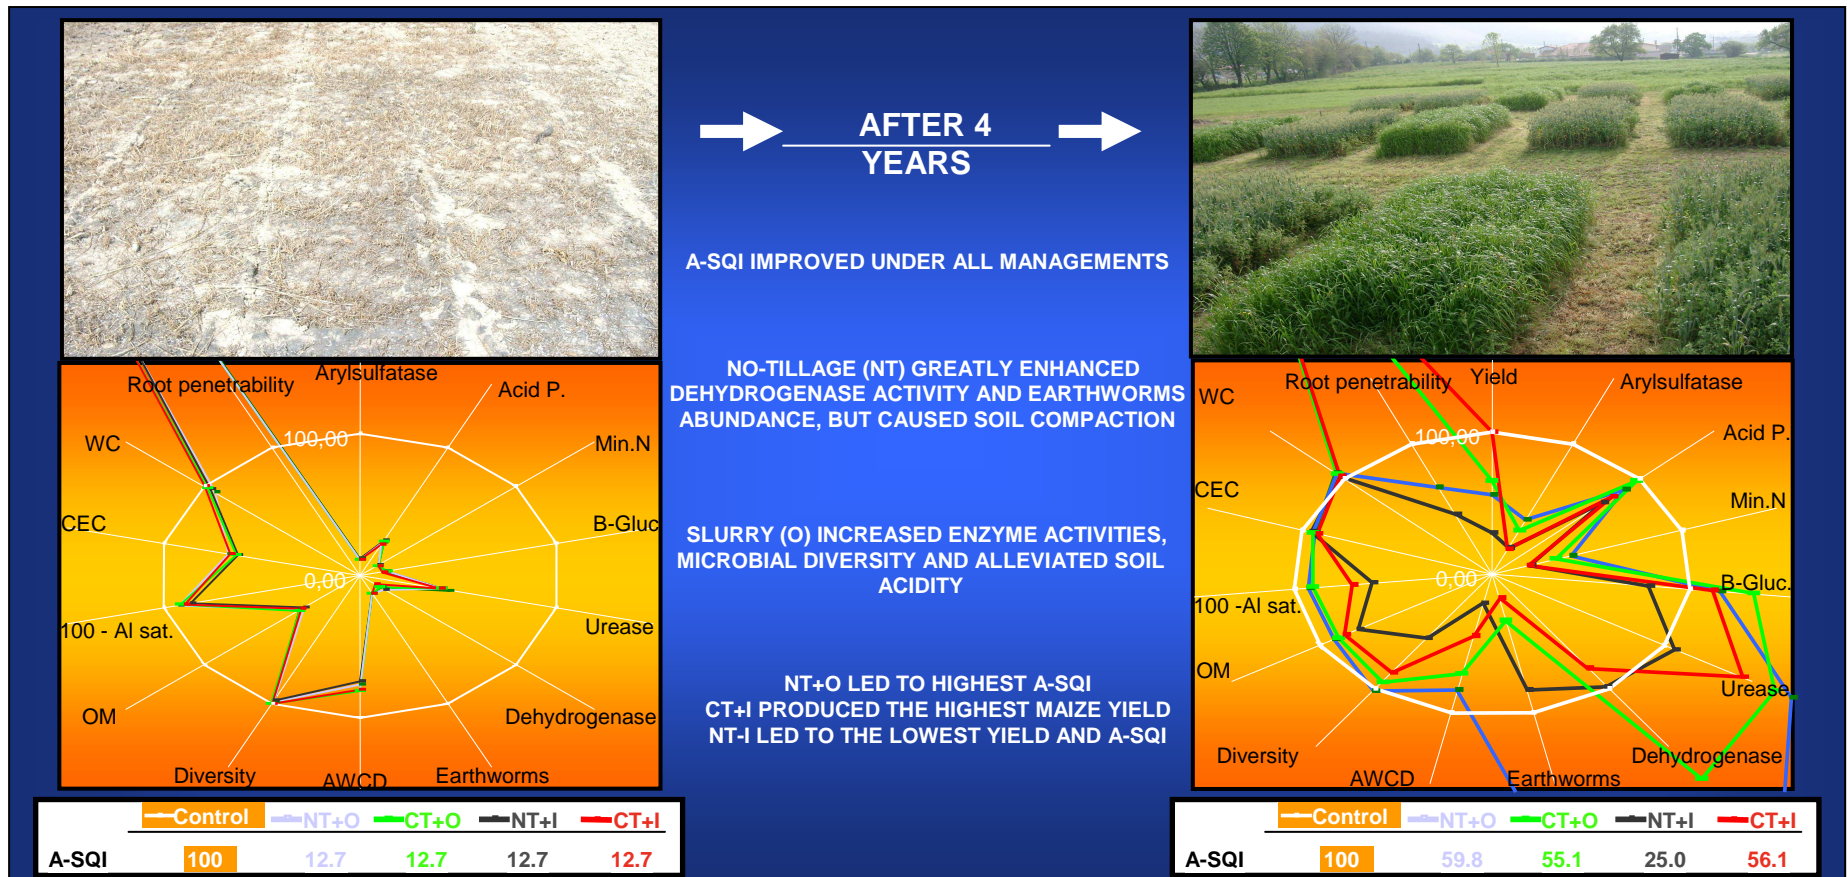 AFTER 4
YEARS
A-SQI IMPROVED UNDER ALL MANAGEMENTS
NO-TILLAGE (NT) GREATLY ENHANCED
DEHYDROGENASE ACTIVITY AND EARTHWORMS
ABUNDANCE, BUT CAUSED SOIL COMPACTION
SLURRY (O) INCREASED ENZYME ACTIVITIES,
MICROBIAL DIVERSITY AND ALLEVIATED SOIL
ACIDITY
NT+O LED TO HIGHEST A-SQI
CT+I PRODUCED THE HIGHEST MAIZE YIELD
NT-I LED TO THE LOWEST YIELD AND A-SQI
Arylsulfatase
Root penetrability
Acid P.
100,00
WC
Min.N
CEC
B-Gluc
0,00
100 - Al sat.
Urease
OM
Dehydrogenase
Diversity
AWCD
Earthworms
Control NT+O CT+O NT+I CT+I
A-SQI 100 12.7 12.7 12.7 12.7
Yield
Root penetrability
Arylsulfatase
WC
Acid P.
100,00
CEC
Min.N
0,00
B-Gluc.
100 -Al sat.
OM
Urease
Diversity
Dehydrogenase
AWCD
Earthworms
Control NT+O CT+O NT+I CT+I
A-SQI 100 59.8 55.1 25.0 56.1